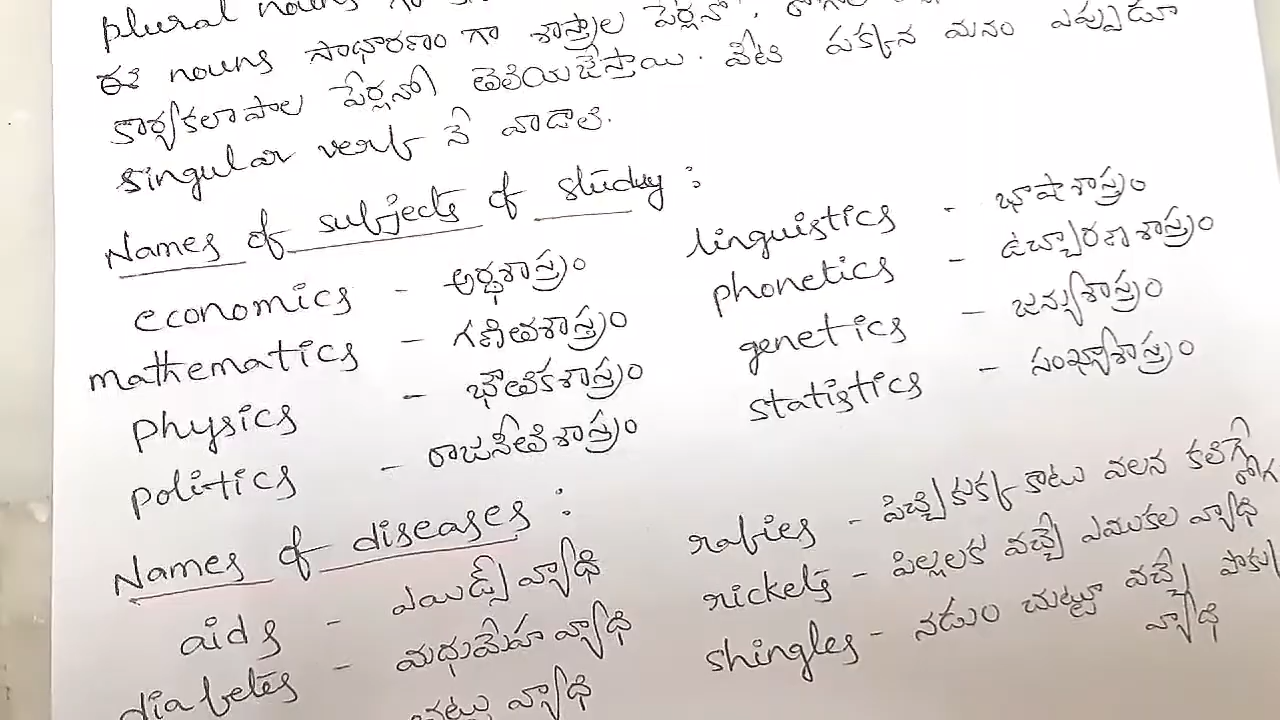 plural nouns
ఈ nouns సాధారణం గా శాస్త్రాల పేర్లనో,
కార్యకలాపాల పేర్లనో తెలియజేస్తాయి. వీటి పక్కన మనం ఎప్పుడూ
singular verb నే వాడాలి.
Names of subjects of study :
economics - అర్థశాస్త్రం
mathematics - గణితశాస్త్రం
physics - భౌతికశాస్త్రం
politics - రాజనీతిశాస్త్రం
linguistics - భాషాశాస్త్రం
phonetics - ఉచ్చారణశాస్త్రం
genetics - జన్యుశాస్త్రం
statistics - సంఖ్యాశాస్త్రం
Names of diseases :
aids - ఎయిడ్స్ వ్యాధి
diabetes - మధుమేహ వ్యాధి
వ్యాధి
rabies - పిచ్చికుక్క కాటు వలన కలిగే
రోగ
rickets - పిల్లలకి వచ్చే ఎముకల వ్యాధి
shingles - నడుం చుట్టూ వచ్చే
వ్యాధి